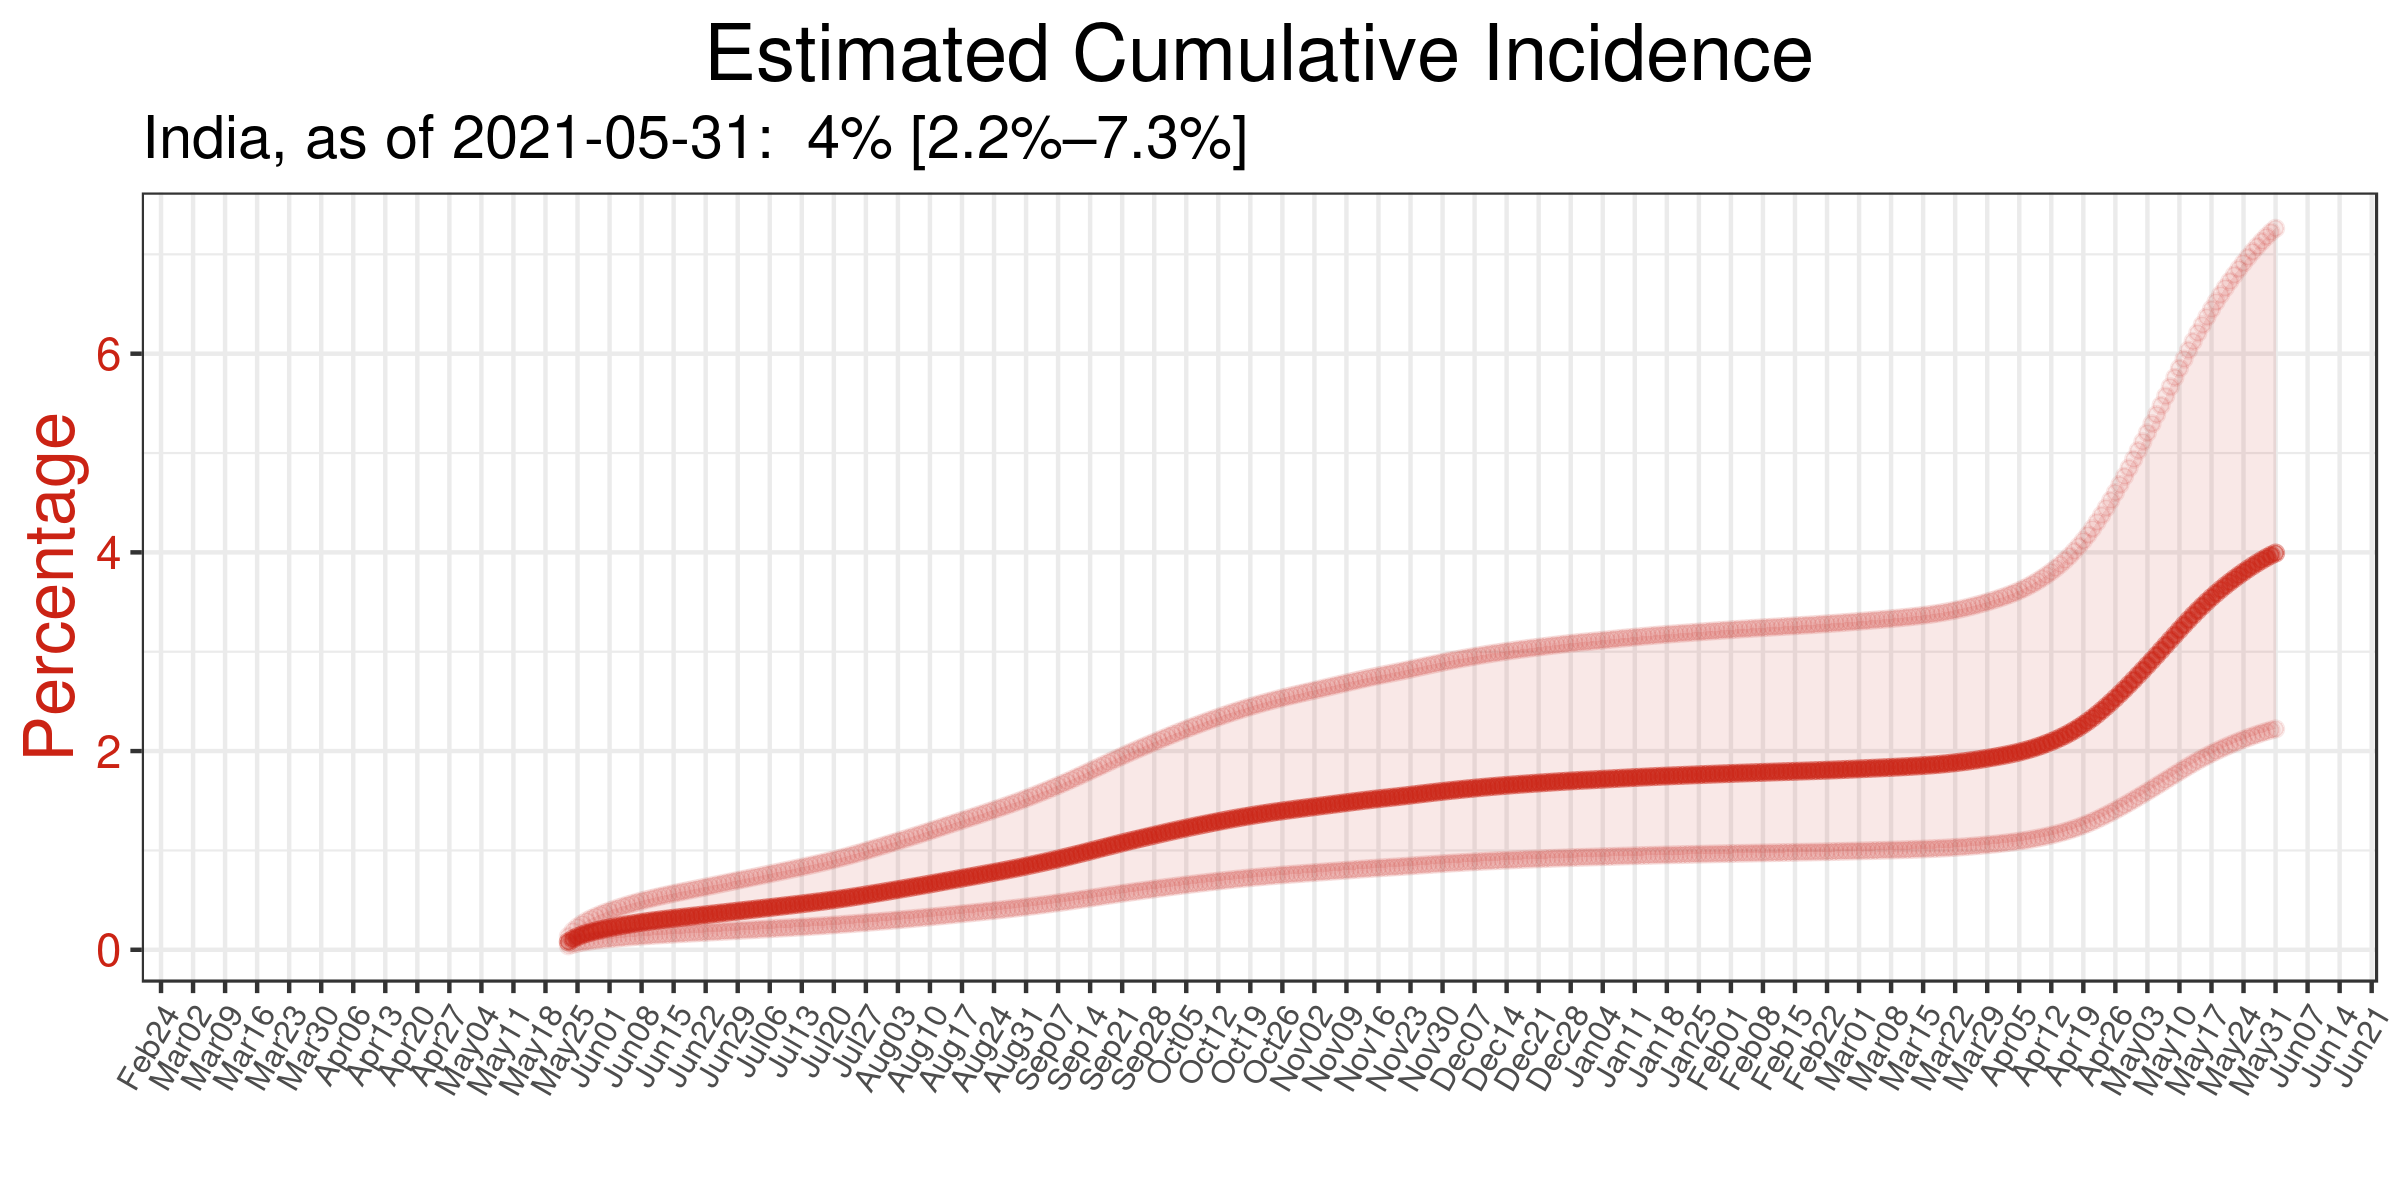 Estimated Cumulative Incidence
India, as of 2021-05-31:  4% [2.2%–7.3%]
Percentage
6
4
2
0
Feb24
Mar02
Mar09
Mar16
Mar23
Mar30
Apr06
Apr13
Apr20
Apr27
May04
May11
May18
May25
Jun01
Jun08
Jun15
Jun22
Jun29
Jul06
Jul13
Jul20
Jul27
Aug03
Aug10
Aug17
Aug24
Aug31
Sep07
Sep14
Sep21
Sep28
Oct05
Oct12
Oct19
Oct26
Nov02
Nov09
Nov16
Nov23
Nov30
Dec07
Dec14
Dec21
Dec28
Jan04
Jan11
Jan18
Jan25
Feb01
Feb08
Feb15
Feb22
Mar01
Mar08
Mar15
Mar22
Mar29
Apr05
Apr12
Apr19
Apr26
May03
May10
May17
May24
May31
Jun07
Jun14
Jun21